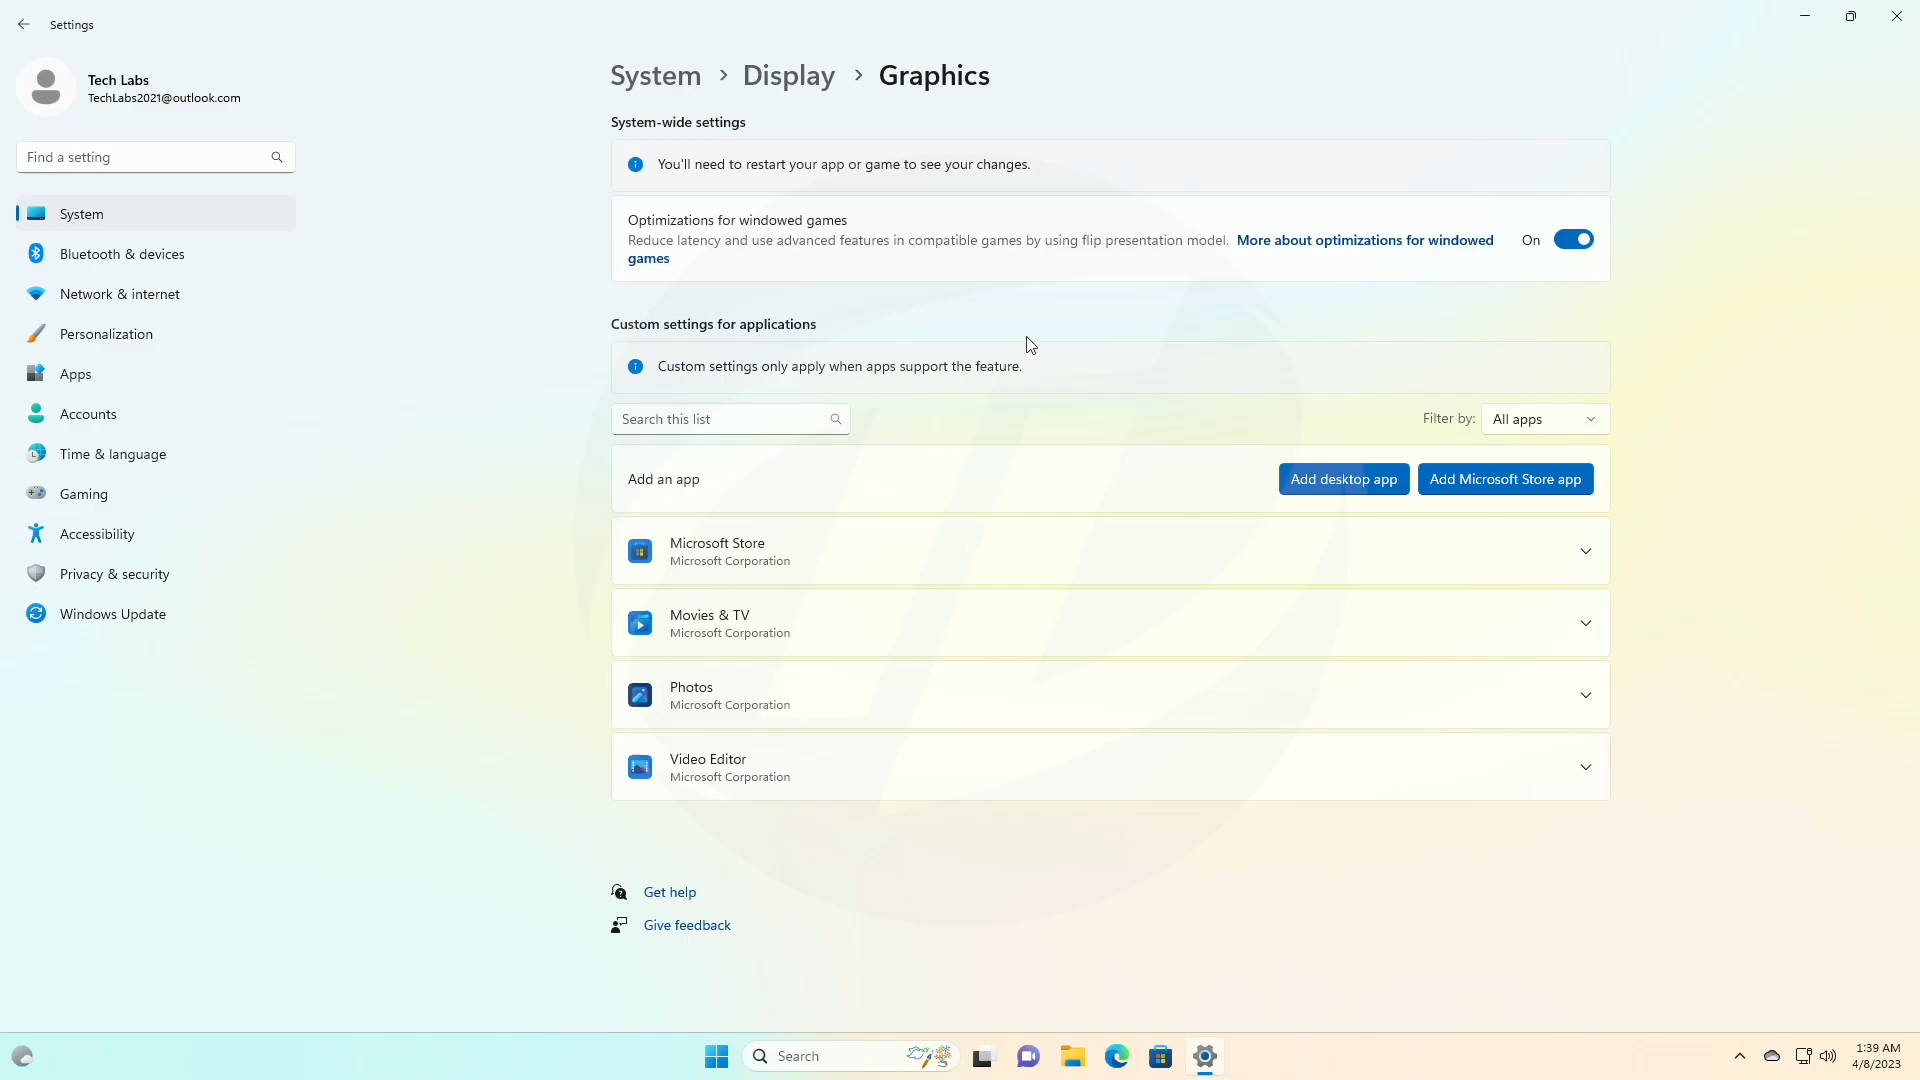 Settings
Tech Labs
TechLabs2021@outlook.com
Find a setting
System
Bluetooth & devices
Network & internet
Personalization
Apps
Accounts
Time & language
Gaming
Accessibility
Privacy & security
Windows Update
System > Display > Graphics
System-wide settings
You'll need to restart your app or game to see your changes.
Optimizations for windowed games
Reduce latency and use advanced features in compatible games by using flip presentation model. More about optimizations for windowed
games
On
Custom settings for applications
Custom settings only apply when apps support the feature.
Search this list
Filter by: All apps
Add an app
Add desktop app
Add Microsoft Store app
Microsoft Store
Microsoft Corporation
Movies & TV
Microsoft Corporation
Photos
Microsoft Corporation
Video Editor
Microsoft Corporation
Get help
Give feedback
Search
1:39 AM
4/8/2023